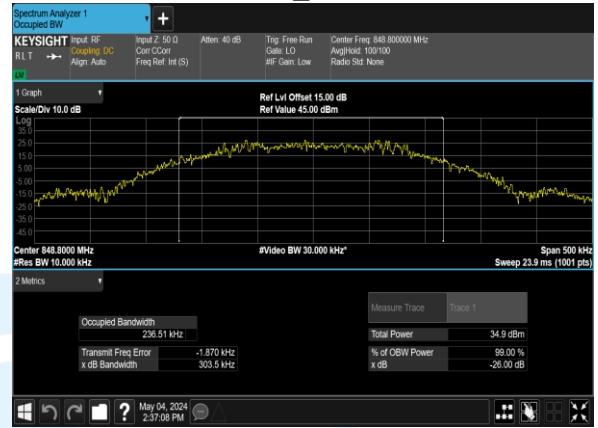 Spectrum Analyzer 1
Occupied BW
KEYSIGHT
RLT
Input: RF
Coupling: DC
Align: Auto
Input Z: 50 Ω
Corr CCorr
Freq Ref: Int (S)
Atten: 40 dB
Trig: Free Run
Gate: LO
#IF Gain: Low
Center Freq: 848.800000 MHz
Avg|Hold: 100/100
Radio Std: None
1 Graph
Scale/Div 10.0 dB
Ref Lvl Offset 15.00 dB
Ref Value 45.00 dBm
Log
35.0
25.0
15.0
5.00
-5.00
-15.0
-25.0
-35.0
-45.0
Center 848.8000 MHz
#Video BW 30.000 kHz*
Span 500 kHz
#Res BW 10.000 kHz
Sweep 23.9 ms (1001 pts)
2 Metrics
Measure Trace Trace 1
Occupied Bandwidth
236.51 kHz
Total Power 34.9 dBm
Transmit Freq Error -1.870 kHz
% of OBW Power 99.00 %
x dB Bandwidth 303.5 kHz
x dB -26.00 dB
May 04, 2024
2:37:08 PM